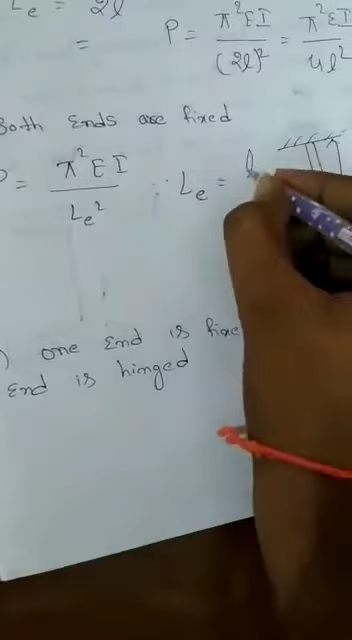 Le = 2l
= P = π²EI / (2l)² = π²EI / 4l²
Both Ends are fixed
P = π²EI / Le² ∴ Le = l
) one End is fixe
End is hinged